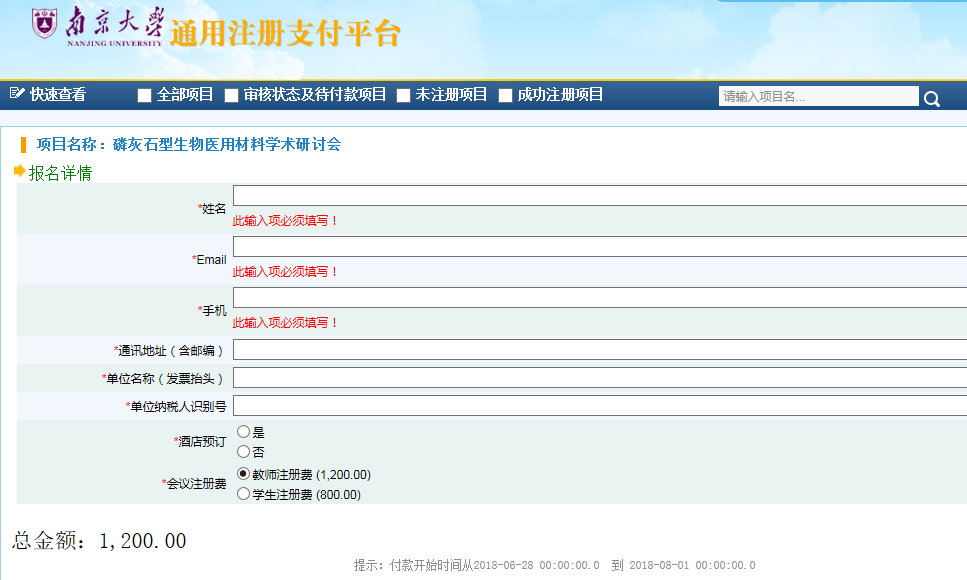 南京大学
NANJING UNIVERSITY
通用注册支付平台
快速查看 全部项目 审核状态及待付款项目 未注册项目 成功注册项目 请输入项目名...
项目名称：磷灰石型生物医用材料学术研讨会
报名详情
*姓名
此输入项必须填写！
*Email
此输入项必须填写！
*手机
此输入项必须填写！
*通讯地址（含邮编）
*单位名称（发票抬头）
*单位纳税人识别号
*酒店预订
是
否
*会议注册费
教师注册费 (1,200.00)
学生注册费 (800.00)
总金额：1,200.00
提示：付款开始时间从2018-06-28 00:00:00.0 到 2018-08-01 00:00:00.0